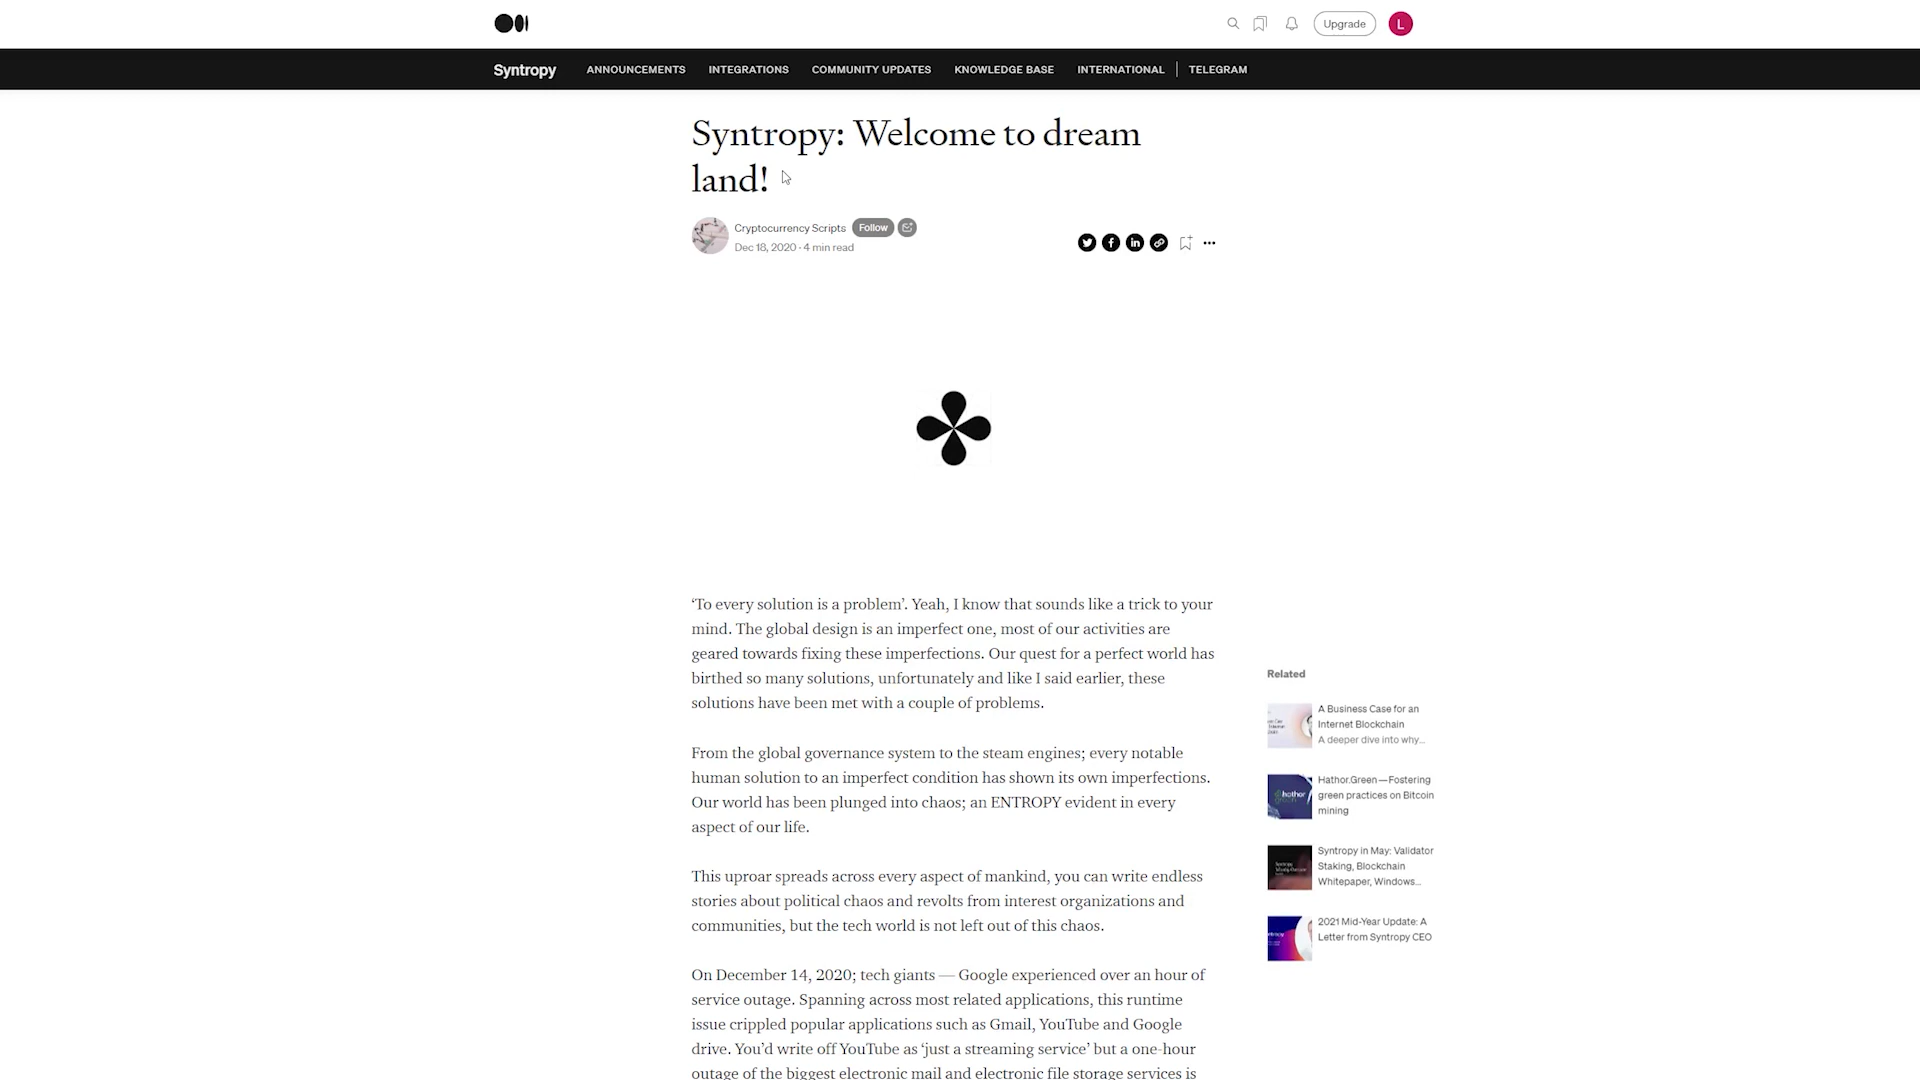 Upgrade
L
Syntropy
ANNOUNCEMENTS
INTEGRATIONS
COMMUNITY UPDATES
KNOWLEDGE BASE
INTERNATIONAL
TELEGRAM
Syntropy: Welcome to dream
land!
Cryptocurrency Scripts
Follow
Dec 18, 2020 · 4 min read
‘To every solution is a problem’. Yeah, I know that sounds like a trick to your
mind. The global design is an imperfect one, most of our activities are
geared towards fixing these imperfections. Our quest for a perfect world has
birthed so many solutions, unfortunately and like I said earlier, these
solutions have been met with a couple of problems.
From the global governance system to the steam engines; every notable
human solution to an imperfect condition has shown its own imperfections.
Our world has been plunged into chaos; an ENTROPY evident in every
aspect of our life.
This uproar spreads across every aspect of mankind, you can write endless
stories about political chaos and revolts from interest organizations and
communities, but the tech world is not left out of this chaos.
On December 14, 2020; tech giants — Google experienced over an hour of
service outage. Spanning across most related applications, this runtime
issue crippled popular applications such as Gmail, YouTube and Google
drive. You’d write off YouTube as ‘just a streaming service’ but a one-hour
outage of the biggest electronic mail and electronic file storage services is
Related
A Business Case for an
Internet Blockchain
A deeper dive into why...
Hathor.Green — Fostering
green practices on Bitcoin
mining
Syntropy in May: Validator
Staking, Blockchain
Whitepaper, Windows...
2021 Mid-Year Update: A
Letter from Syntropy CEO